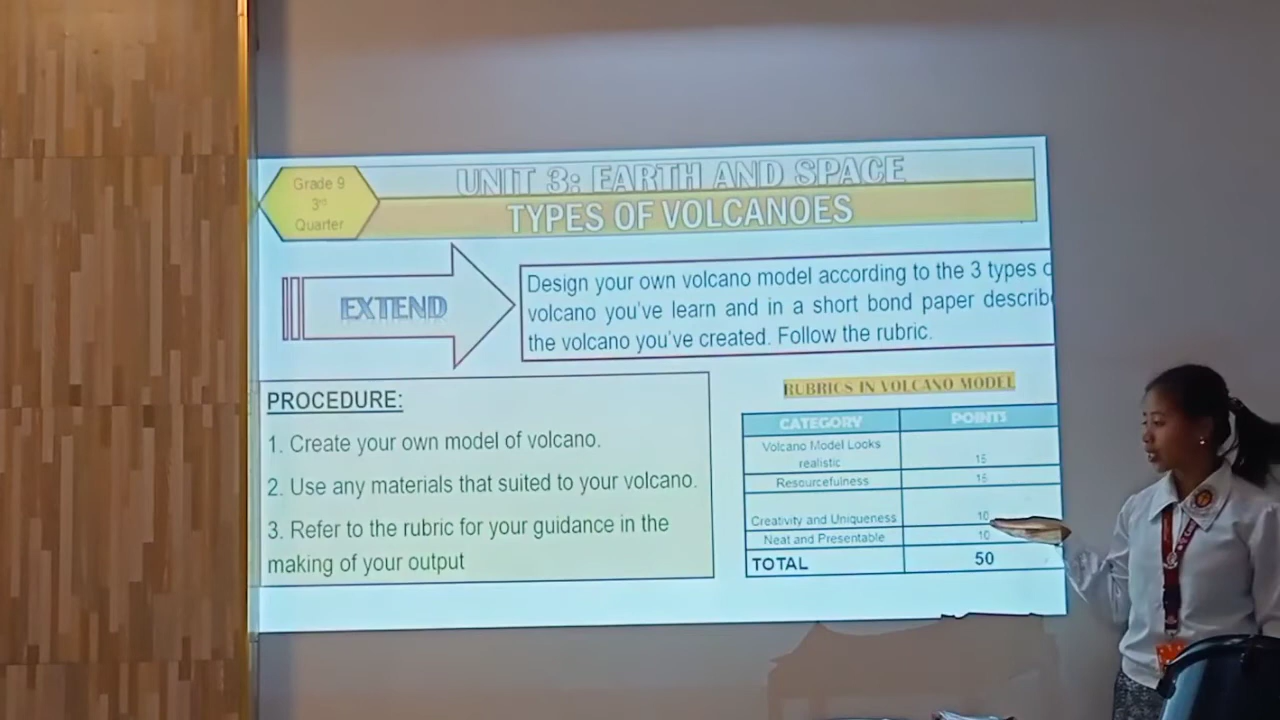 Grade 9
3rd
Quarter
UNIT 3: EARTH AND SPACE
TYPES OF VOLCANOES
EXTEND
Design your own volcano model according to the 3 types
volcano you've learn and in a short bond paper describ
the volcano you've created. Follow the rubric.
PROCEDURE:
1. Create your own model of volcano.
2. Use any materials that suited to your volcano.
3. Refer to the rubric for your guidance in the
making of your output
RUBRICS IN VOLCANO MODEL
CATEGORY POINTS
Volcano Model Looks
realistic 15
Resourcefulness 15
Creativity and Uniqueness 10
Neat and Presentable 10
TOTAL 50